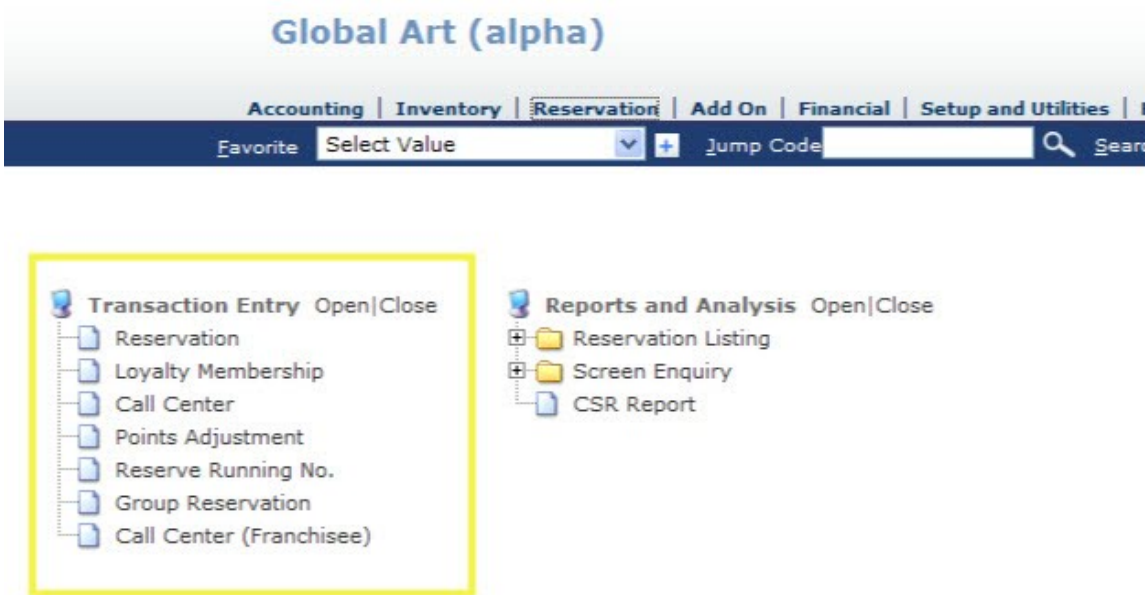 Global Art (alpha)
Accounting | Inventory | Reservation | Add On | Financial | Setup and Utilities |
Favorite Select Value Jump Code
Transaction Entry Open|Close
Reservation
Loyalty Membership
Call Center
Points Adjustment
Reserve Running No.
Group Reservation
Call Center (Franchisee)
Reports and Analysis Open|Close
Reservation Listing
Screen Enquiry
CSR Report